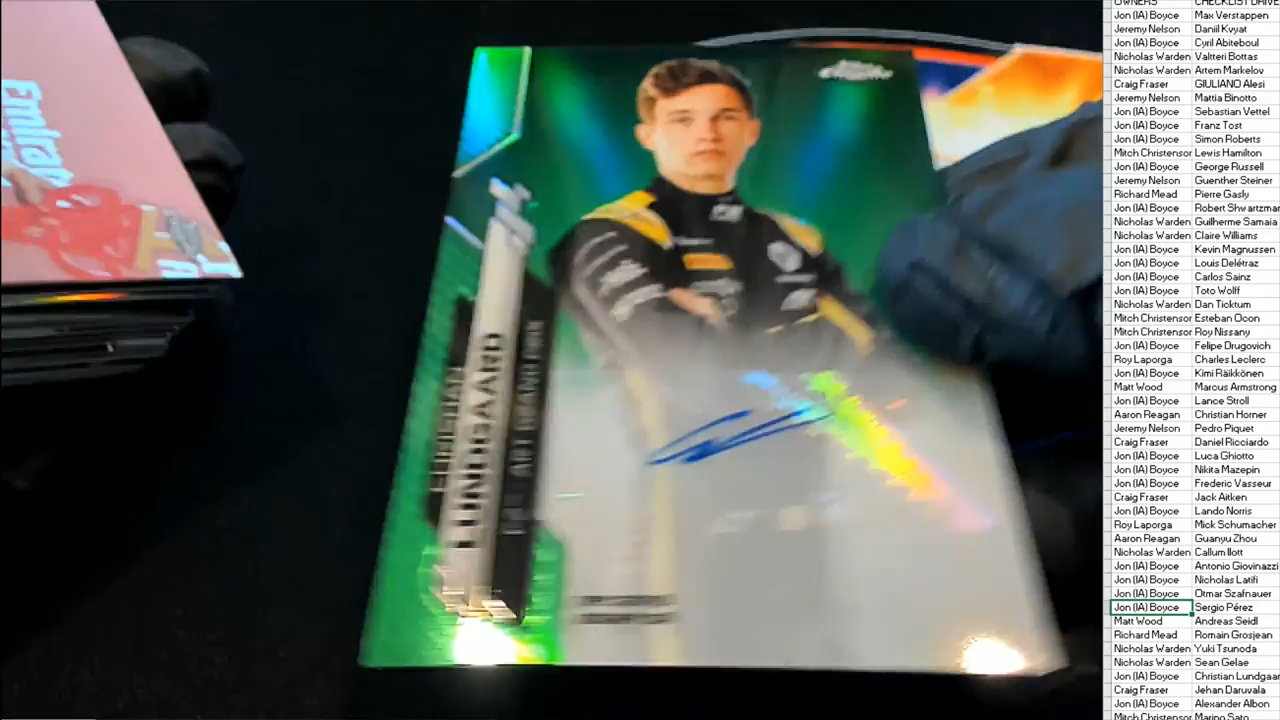 OWNERS CHECKLIST DRIVE
Jon (IA) Boyce Max Verstappen
Jeremy Nelson Daniil Kvyat
Jon (IA) Boyce Cyril Abiteboul
Nicholas Warden Valtteri Bottas
Nicholas Warden Artem Markelov
Craig Fraser GIULIANO Alesi
Jeremy Nelson Mattia Binotto
Jon (IA) Boyce Sebastian Vettel
Jon (IA) Boyce Franz Tost
Jon (IA) Boyce Simon Roberts
Mitch Christensor Lewis Hamilton
Jon (IA) Boyce George Russell
Jeremy Nelson Guenther Steiner
Richard Mead Pierre Gasly
Jon (IA) Boyce Robert Shwartzman
Nicholas Warden Guilherme Samaia
Nicholas Warden Claire Williams
Jon (IA) Boyce Kevin Magnussen
Jon (IA) Boyce Louis Delétraz
Jon (IA) Boyce Carlos Sainz
Jon (IA) Boyce Toto Wolff
Nicholas Warden Dan Ticktum
Mitch Christensor Esteban Ocon
Mitch Christensor Roy Nissany
Jon (IA) Boyce Felipe Drugovich
Roy Laporga Charles Leclerc
Jon (IA) Boyce Kimi Räikkönen
Matt Wood Marcus Armstrong
Jon (IA) Boyce Lance Stroll
Aaron Reagan Christian Horner
Jeremy Nelson Pedro Piquet
Craig Fraser Daniel Ricciardo
Jon (IA) Boyce Luca Ghiotto
Jon (IA) Boyce Nikita Mazepin
Jon (IA) Boyce Frederic Vasseur
Craig Fraser Jack Aitken
Jon (IA) Boyce Lando Norris
Roy Laporga Mick Schumacher
Aaron Reagan Guanyu Zhou
Nicholas Warden Callum Ilott
Jon (IA) Boyce Antonio Giovinazzi
Jon (IA) Boyce Nicholas Latifi
Jon (IA) Boyce Otmar Szafnauer
Jon (IA) Boyce Sergio Pérez
Matt Wood Andreas Seidl
Richard Mead Romain Grosjean
Nicholas Warden Yuki Tsunoda
Nicholas Warden Sean Gelae
Jon (IA) Boyce Christian Lundgaar
Craig Fraser Jehan Daruvala
Jon (IA) Boyce Alexander Albon
Mitch Christensor Marino Sato
LUNDGAARD